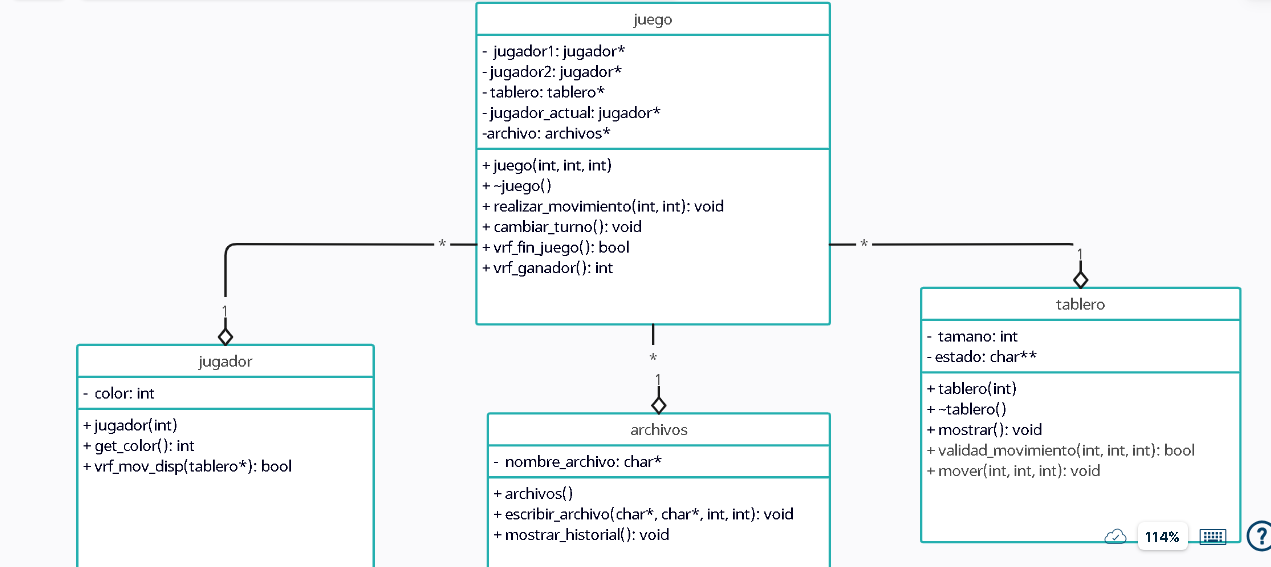 juego
- jugador1: jugador*
- jugador2: jugador*
- tablero: tablero*
- jugador_actual: jugador*
-archivo: archivos*
+ juego(int, int, int)
+ ~juego()
+ realizar_movimiento(int, int): void
+ cambiar_turno(): void
+ vrf_fin_juego(): bool
+ vrf_ganador(): int
*
1
*
1
*
1
jugador
- color: int
+ jugador(int)
+ get_color(): int
+ vrf_mov_disp(tablero*): bool
archivos
- nombre_archivo: char*
+ archivos()
+ escribir_archivo(char*, char*, int, int): void
+ mostrar_historial(): void
tablero
- tamano: int
- estado: char**
+ tablero(int)
+ ~tablero()
+ mostrar(): void
+ validad_movimiento(int, int, int): bool
+ mover(int, int, int): void
114%
?